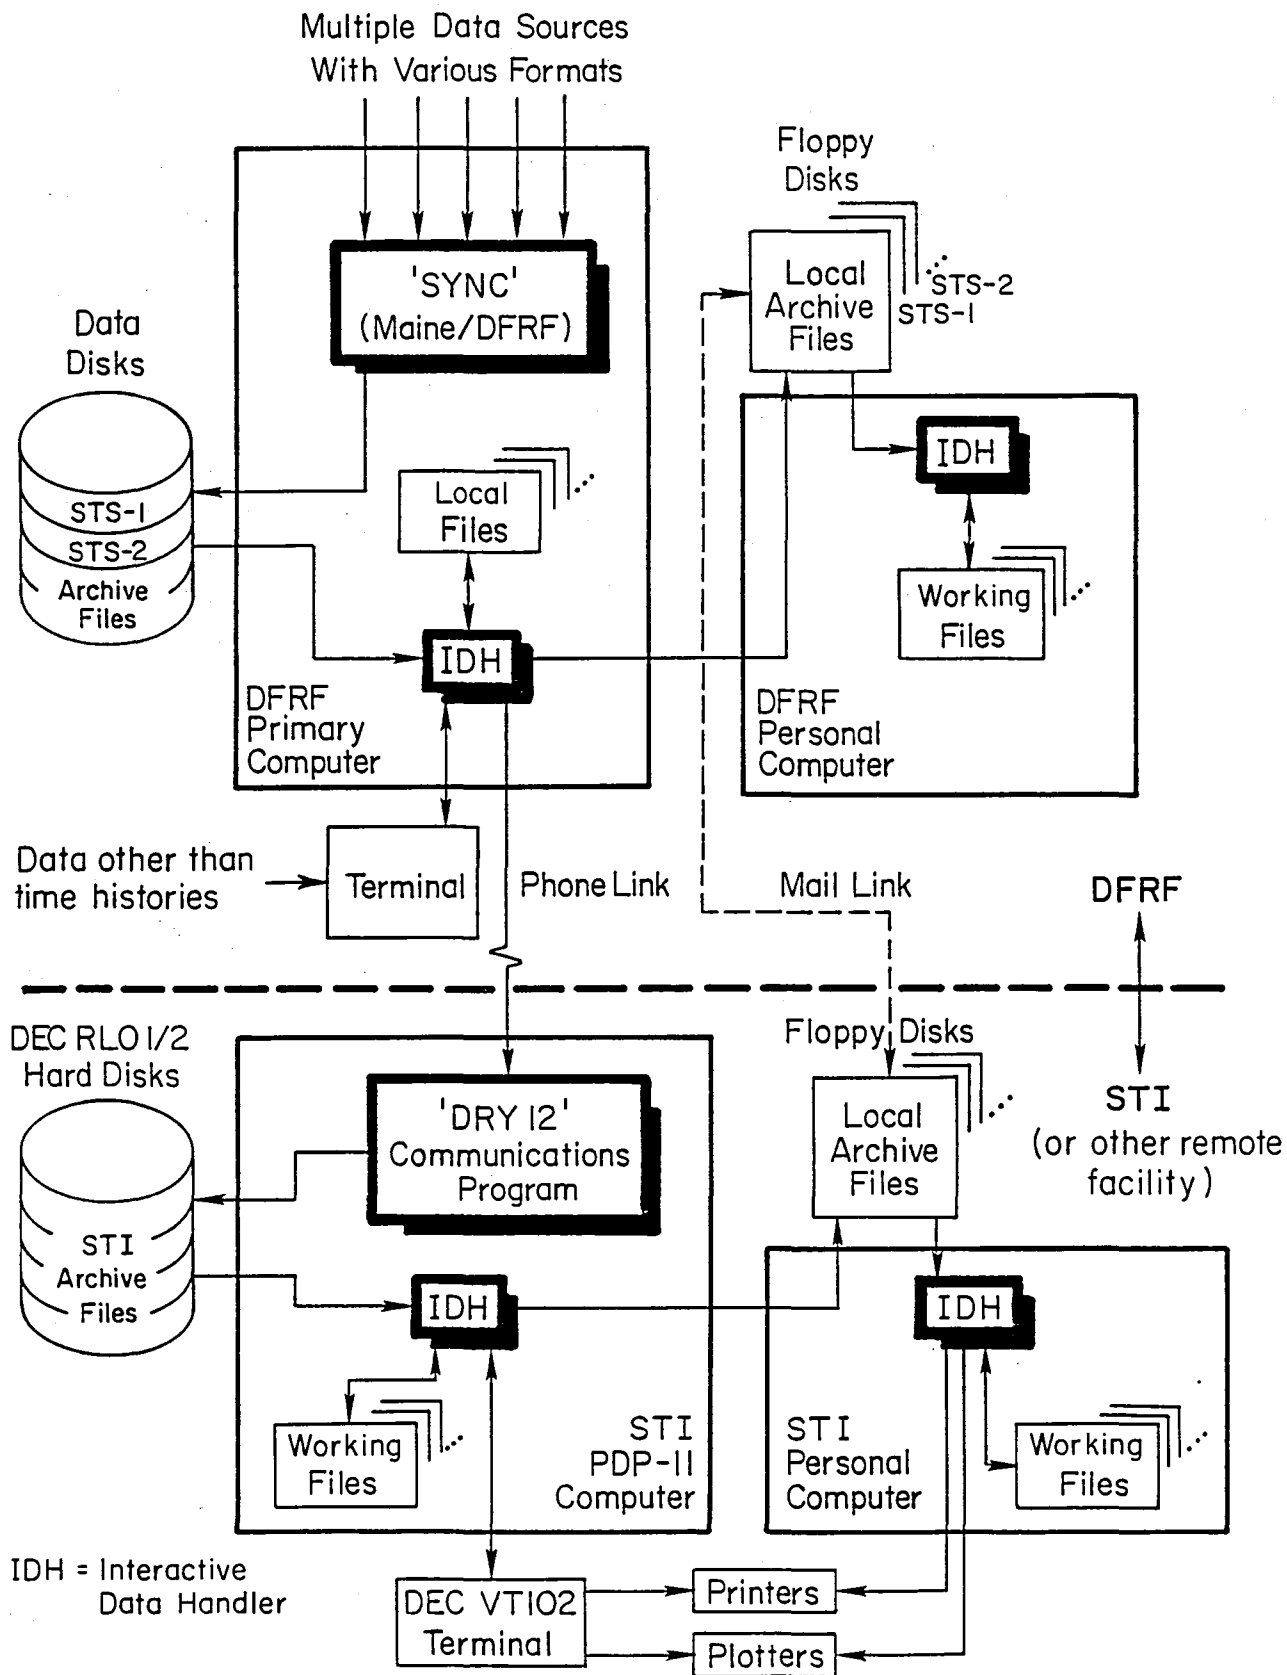 Multiple Data Sources
With Various Formats
Floppy
Disks
'SYNC'
(Maine/DFRF)
Local
Archive
Files
STS-2
STS-1
Data
Disks
STS-1
STS-2
Archive
Files
Local
Files
IDH
DFRF
Primary
Computer
IDH
Working
Files
DFRF
Personal
Computer
Data other than
time histories
Terminal
Phone Link
Mail Link
DFRF
STI
(or other remote
facility)
DEC RL01/2
Hard Disks
STI
Archive
Files
'DRY 12'
Communications
Program
IDH
Working
Files
STI
PDP-11
Computer
Floppy Disks
Local
Archive
Files
IDH
STI
Personal
Computer
Working
Files
IDH = Interactive
Data Handler
DEC VT102
Terminal
Printers
Plotters